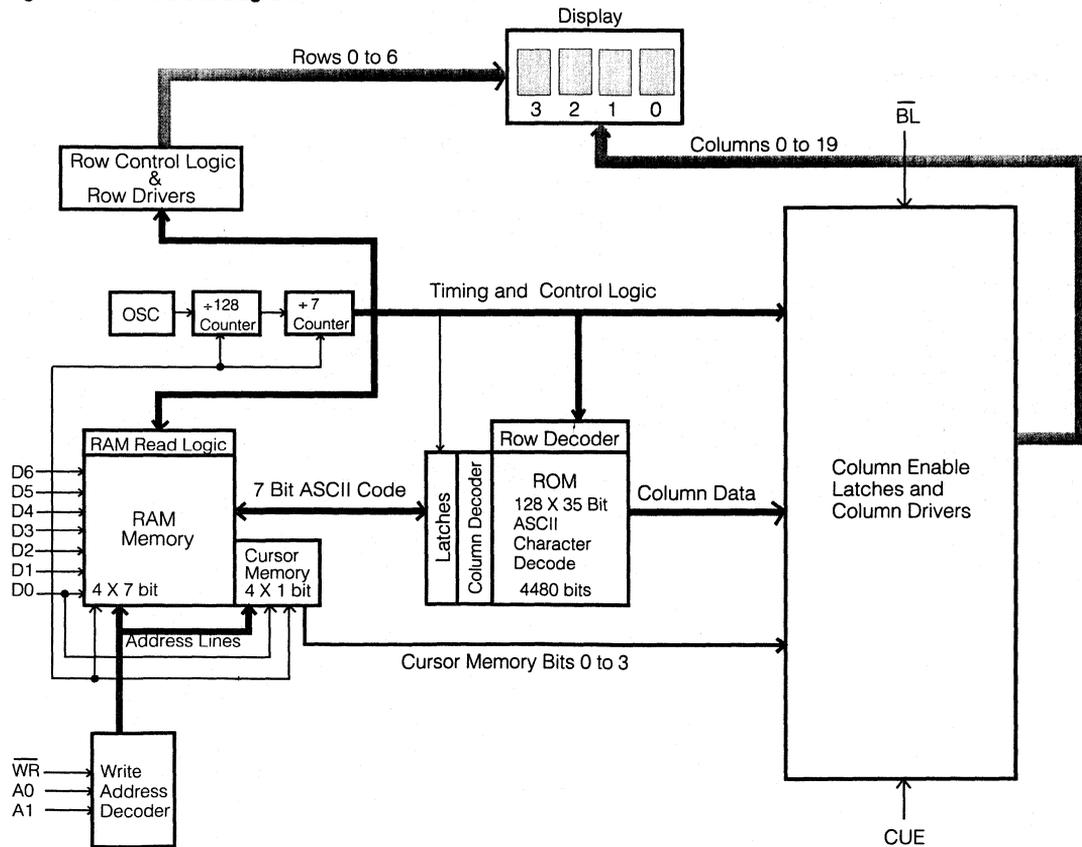 Display
Rows 0 to 6
3 2 1 0
B̅L̅
Columns 0 to 19
Row Control Logic
&
Row Drivers
Timing and Control Logic
OSC
÷128
Counter
÷7
Counter
RAM Read Logic
Row Decoder
D6
D5
D4
D3
D2
D1
D0
RAM
Memory
4 X 7 bit
7 Bit ASCII Code
Cursor
Memory
4 X 1 bit
Latches
Column Decoder
ROM
128 X 35 Bit
ASCII
Character
Decode
4480 bits
Column Data
Column Enable
Latches and
Column Drivers
Address Lines
Cursor Memory Bits 0 to 3
W̅R̅
A0
A1
Write
Address
Decoder
CUE